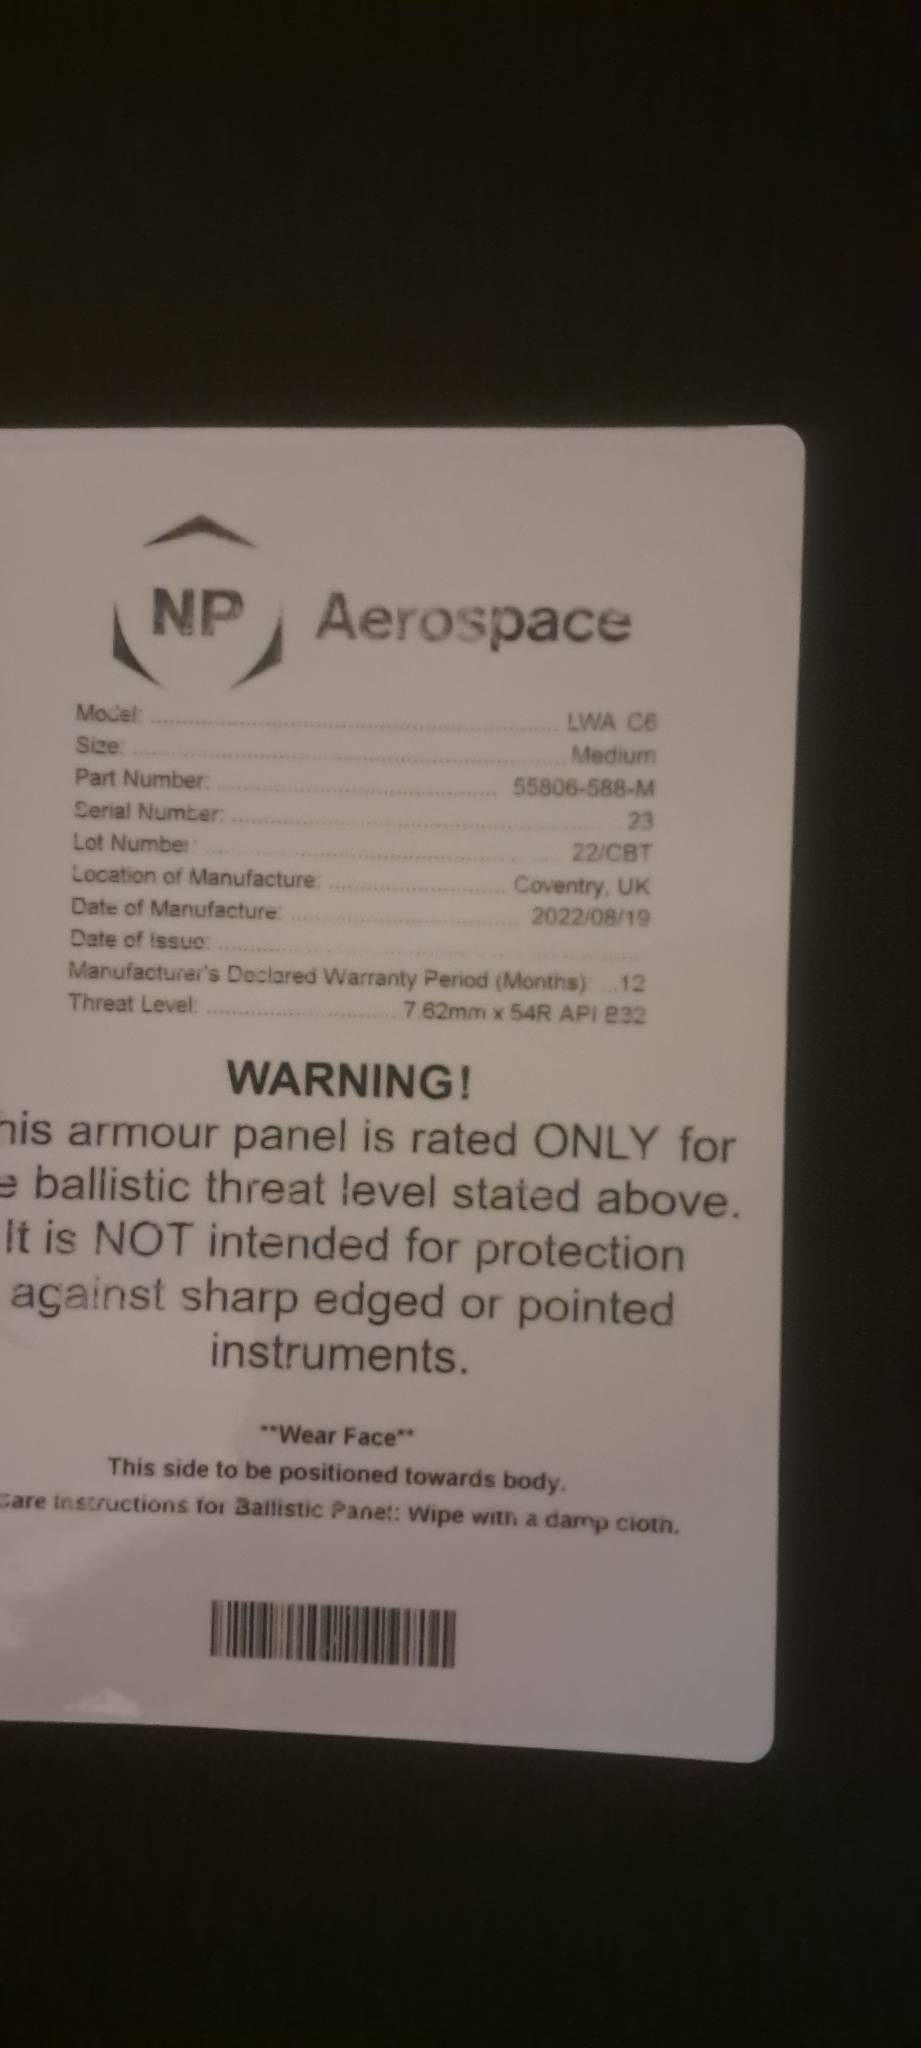 NP Aerospace
Model: LWA C6
Size: Medium
Part Number: 55806-588-M
Serial Number: 23
Lot Number: 22/CBT
Location of Manufacture: Coventry, UK
Date of Manufacture: 2022/08/19
Date of Issue:
Manufacturer's Declared Warranty Period (Months): 12
Threat Level: 7.62mm x 54R API B32
WARNING!
his armour panel is rated ONLY for
e ballistic threat level stated above.
It is NOT intended for protection
against sharp edged or pointed
instruments.
**Wear Face**
This side to be positioned towards body.
Care Instructions for Ballistic Panel: Wipe with a damp cloth.